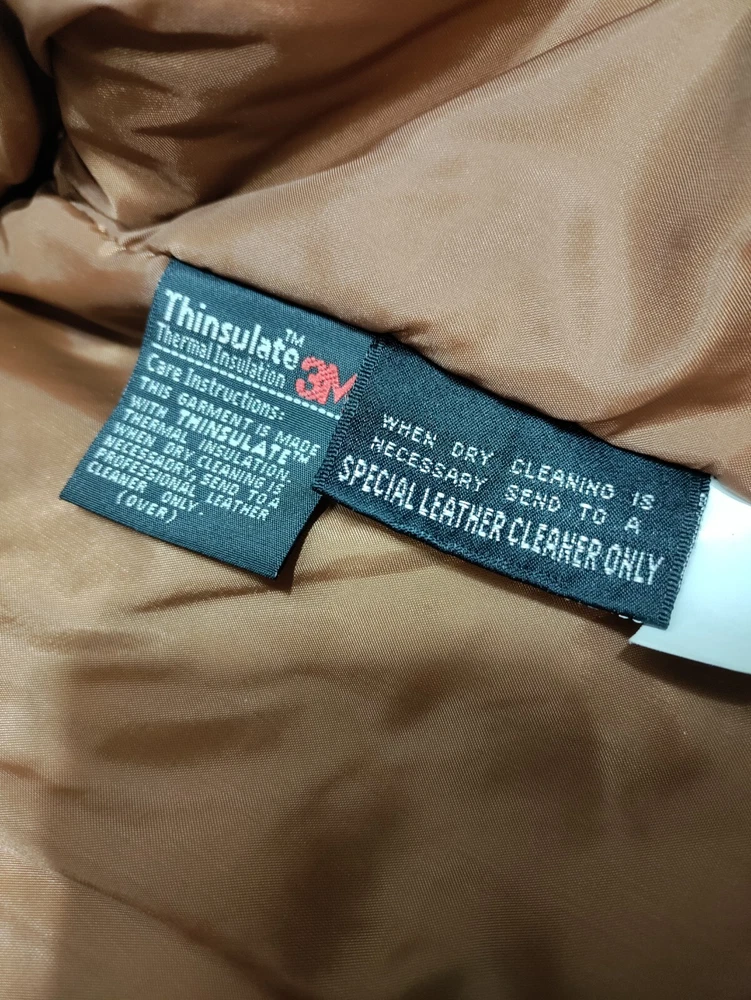 Thinsulate™
Thermal Insulation
3M
Care Instructions:
THIS GARMENT IS MADE
WITH THINSULATE™
THERMAL INSULATION.
WHEN DRY CLEANING IS
NECESSARY, SEND TO A
PROFESSIONAL LEATHER
CLEANER ONLY.
(OVER)
WHEN DRY CLEANING IS
NECESSARY SEND TO A
SPECIAL LEATHER CLEANER ONLY